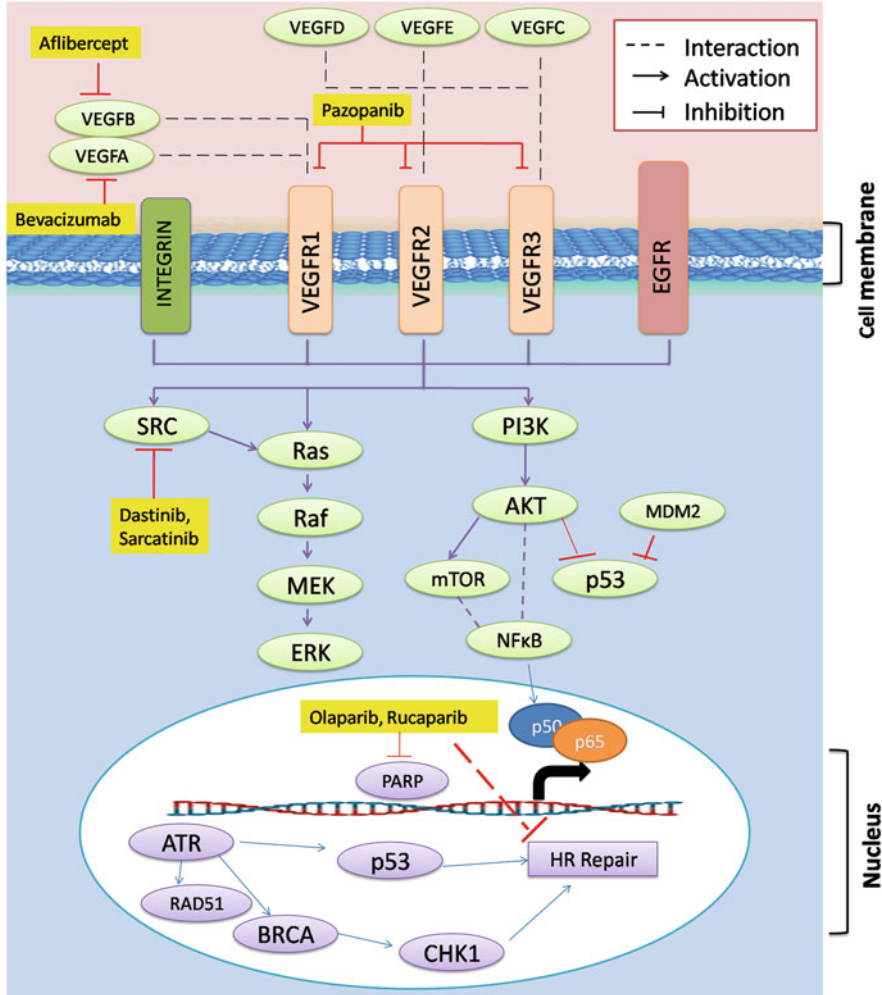 VEGFD
VEGFE
VEGFC
Interaction
Activation
Inhibition
Aflibercept
VEGFB
VEGFA
Pazopanib
Bevacizumab
INTEGRIN
VEGFR1
VEGFR2
VEGFR3
EGFR
Cell membrane
SRC
Ras
PI3K
Dastinib,
Sarcatinib
Raf
AKT
MDM2
MEK
mTOR
p53
ERK
NFκB
Olaparib, Rucaparib
p50
p65
PARP
ATR
p53
HR Repair
RAD51
BRCA
CHK1
Nucleus